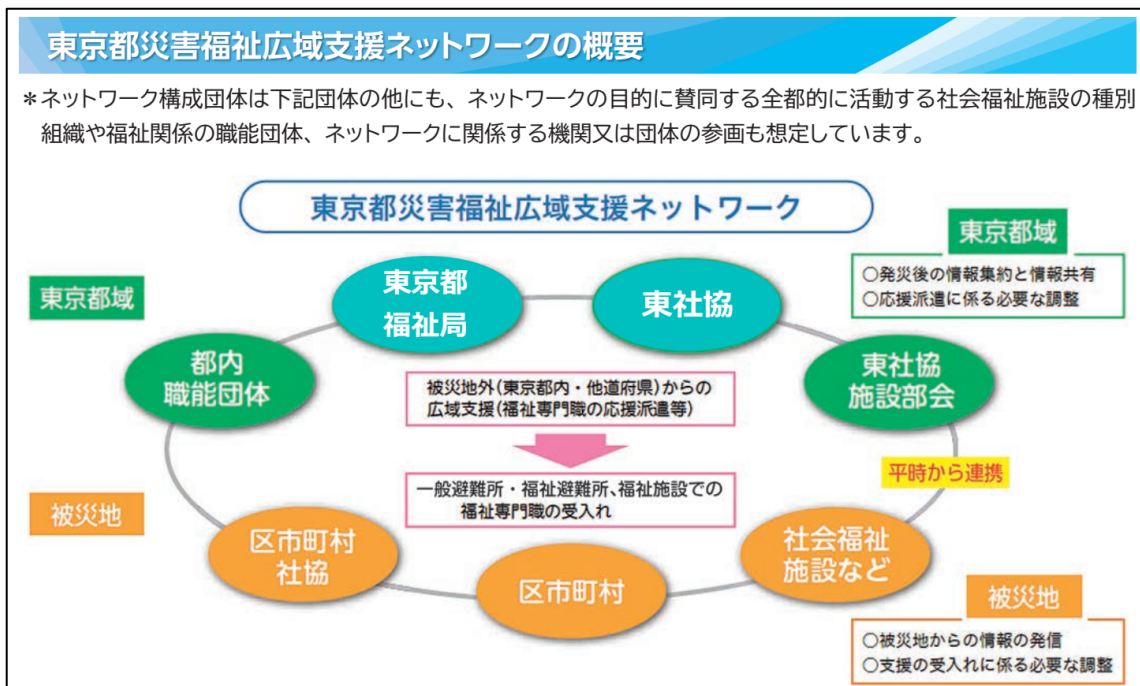 東京都災害福祉広域支援ネットワークの概要
＊ネットワーク構成団体は下記団体の他にも、ネットワークの目的に賛同する全都的に活動する社会福祉施設の種別
組織や福祉関係の職能団体、ネットワークに関係する機関又は団体の参画も想定しています。
東京都災害福祉広域支援ネットワーク
東京都域
○発災後の情報集約と情報共有
○応援派遣に係る必要な調整
東京都域
東京都
福祉局
東社協
都内
職能団体
東社協
施設部会
被災地外(東京都内・他道府県)からの
広域支援(福祉専門職の応援派遣等)
平時から連携
一般避難所・福祉避難所、福祉施設での
福祉専門職の受入れ
被災地
区市町村
社協
区市町村
社会福祉
施設など
被災地
○被災地からの情報の発信
○支援の受入れに係る必要な調整